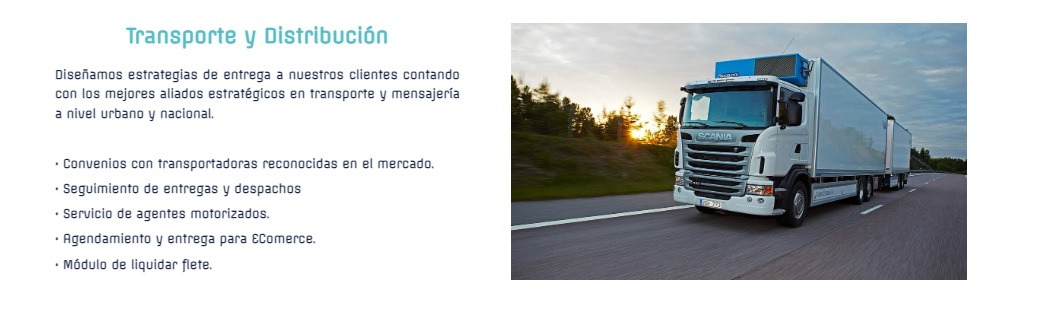 Transporte y Distribución
Diseñamos estrategias de entrega a nuestros clientes contando
con los mejores aliados estratégicos en transporte y mensajería
a nivel urbano y nacional.
• Convenios con transportadoras reconocidas en el mercado.
• Seguimiento de entregas y despachos
• Servicio de agentes motorizados.
• Agendamiento y entrega para EComerce.
• Módulo de liquidar flete.
SCANIA